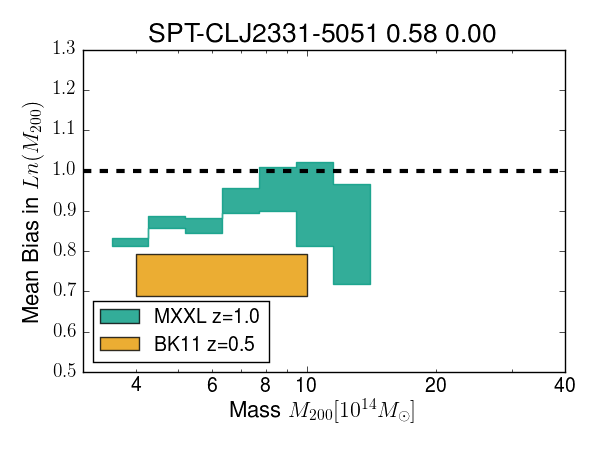 SPT-CLJ2331-5051 0.58 0.00
1.3
1.2
1.1
1.0
0.9
0.8
0.7
0.6
0.5
Mean Bias in Ln(M₂₀₀)
MXXL z=1.0
BK11 z=0.5
4 6 8 10 20 40
Mass M₂₀₀[10¹⁴M☉]